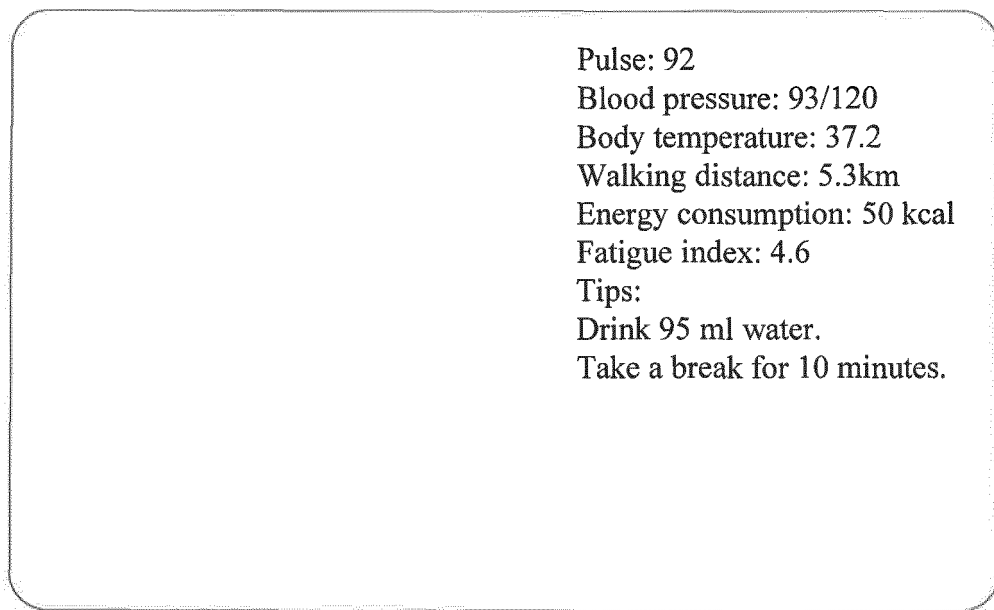 Pulse: 92
Blood pressure: 93/120
Body temperature: 37.2
Walking distance: 5.3km
Energy consumption: 50 kcal
Fatigue index: 4.6
Tips:
Drink 95 ml water.
Take a break for 10 minutes.